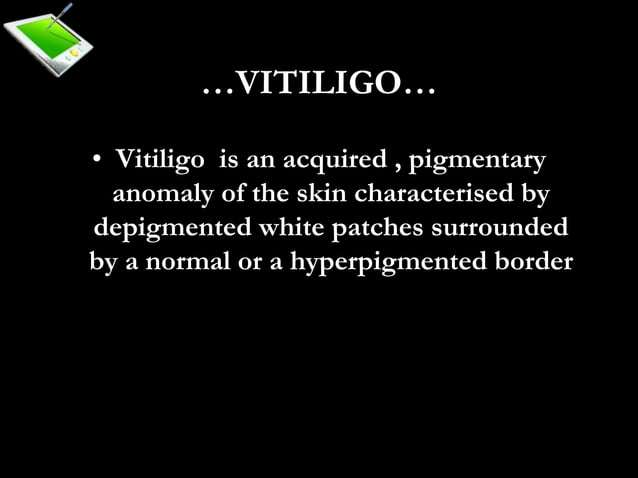 …VITILIGO…
• Vitiligo  is an acquired , pigmentary
anomaly of the skin characterised by
depigmented white patches surrounded
by a normal or a hyperpigmented border